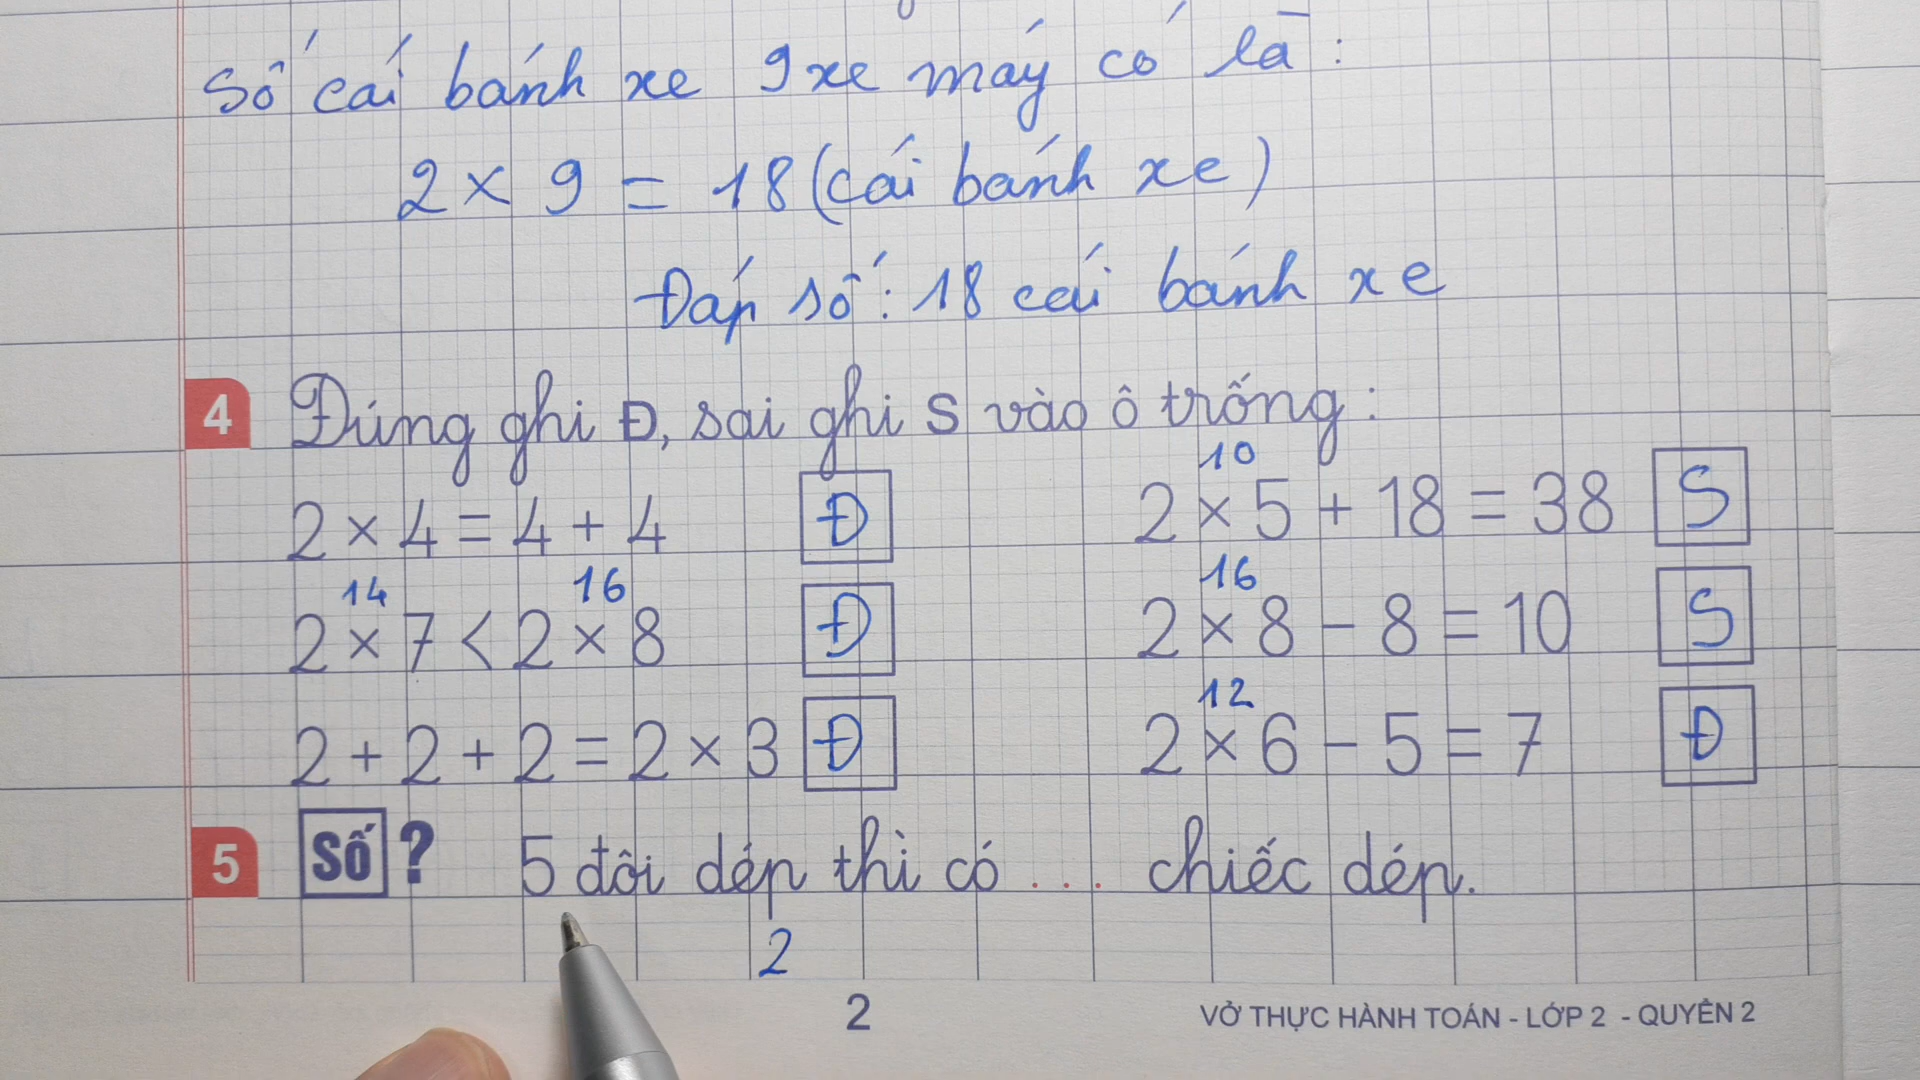 Số cái bánh xe 9 xe máy có là:
2 × 9 = 18 (cái bánh xe)
Đáp số: 18 cái bánh xe
4 Đúng ghi Đ, sai ghi S vào ô trống:
2 × 4 = 4 + 4 Đ
10
2 × 5 + 18 = 38 S
14 16
2 × 7 < 2 × 8 Đ
16
2 × 8 - 8 = 10 S
2 + 2 + 2 = 2 × 3 Đ
12
2 × 6 - 5 = 7 Đ
5 Số ? 5 đôi dép thì có ... chiếc dép.
2
2
VỞ THỰC HÀNH TOÁN - LỚP 2 - QUYỂN 2